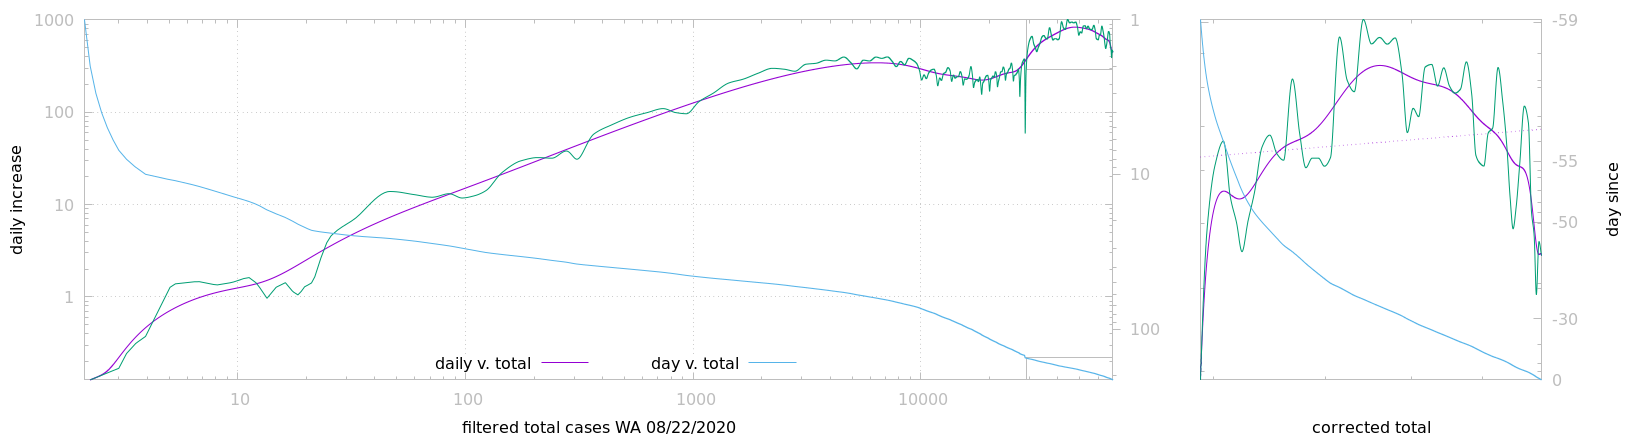 1000
100
10
1
daily increase
10
100
1000
10000
filtered total cases WA 08/22/2020
daily v. total
day v. total
1
10
100
-59
-55
-50
-30
0
day since
corrected total